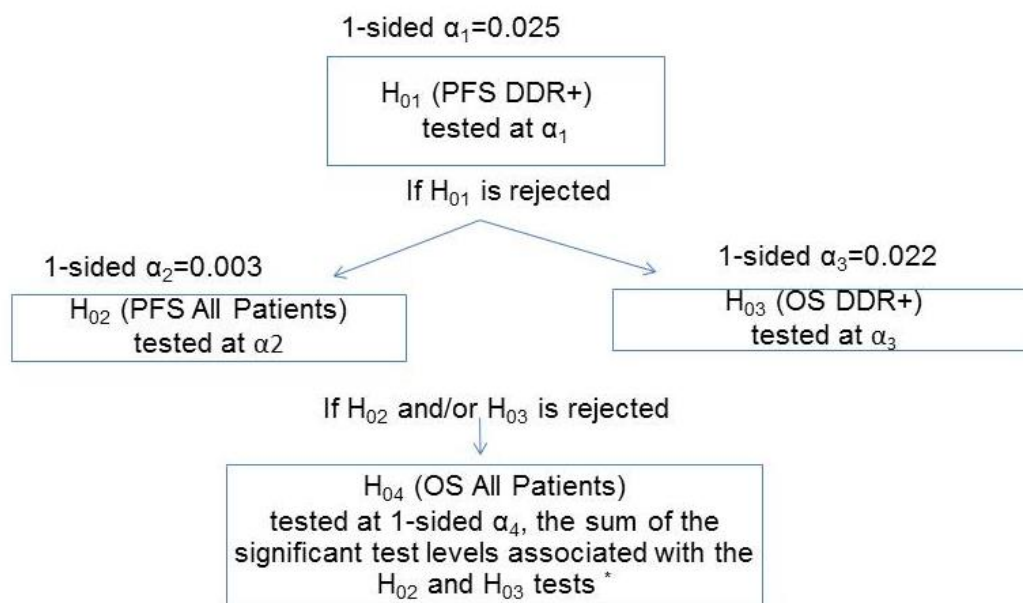 1-sided α₁=0.025
H₀₁ (PFS DDR+)
tested at α₁
If H₀₁ is rejected
1-sided α₂=0.003
H₀₂ (PFS All Patients)
tested at α2
1-sided α₃=0.022
H₀₃ (OS DDR+)
tested at α₃
If H₀₂ and/or H₀₃ is rejected
H₀₄ (OS All Patients)
tested at 1-sided α₄, the sum of the
significant test levels associated with the
H₀₂ and H₀₃ tests *